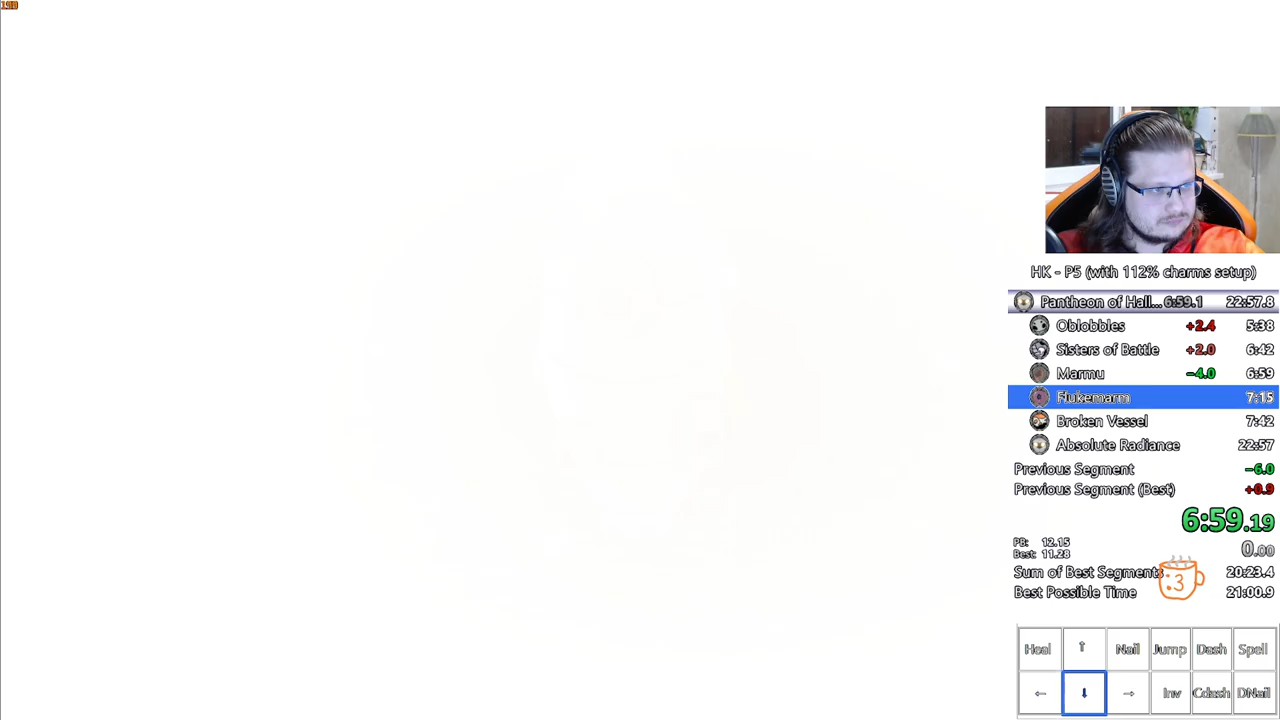 190
HK - P5 (with 112% charms setup)
Pantheon of Hall... 6:59.1 22:57.8
Oblobbles +2.4 5:38
Sisters of Battle +2.0 6:42
Marmu −4.0 6:59
Flukemarm 7:15
Broken Vessel 7:42
Absolute Radiance 22:57
Previous Segment −6.0
Previous Segment (Best) +0.9
6:59.19
PB: 12.15 0.00
Best: 11.28
Sum of Best Segments 20:23.4
Best Possible Time 21:00.9
Heal ↑ Nail Jump Dash Spell
← ↓ → Inv Cdash DNail